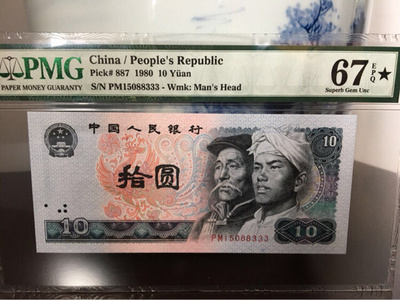 PMG
PAPER MONEY GUARANTY
China / People's Republic
Pick# 887 1980 10 Yüan
S/N PM15088333 - Wmk: Man's Head
67 EPQ ★
Superb Gem Unc
中国人民银行
10
拾圆
10
PM15088333
10